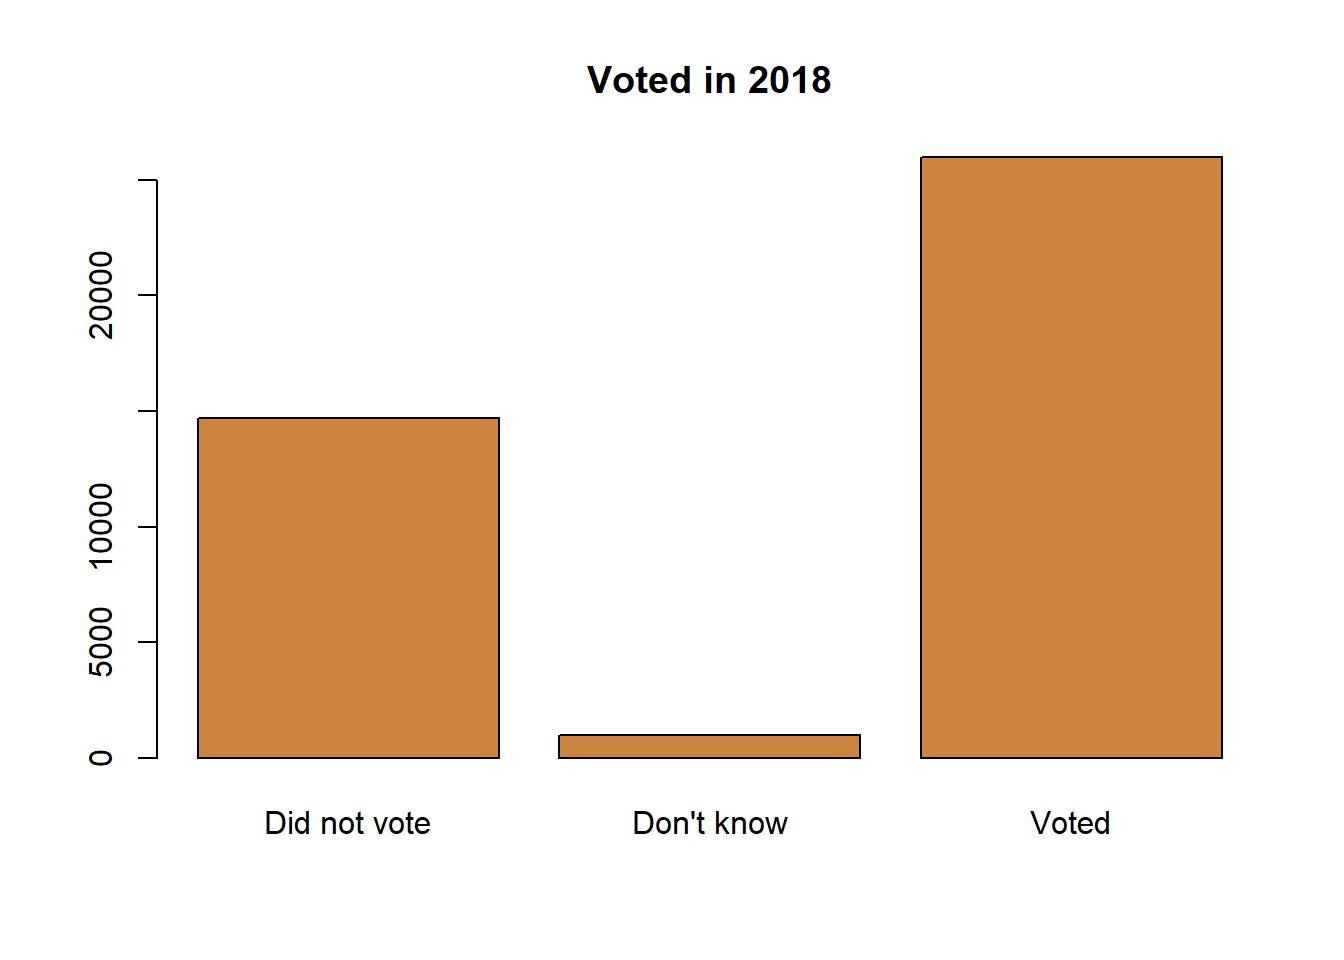 Voted in 2018
20000
10000
5000
0
Did not vote
Don't know
Voted